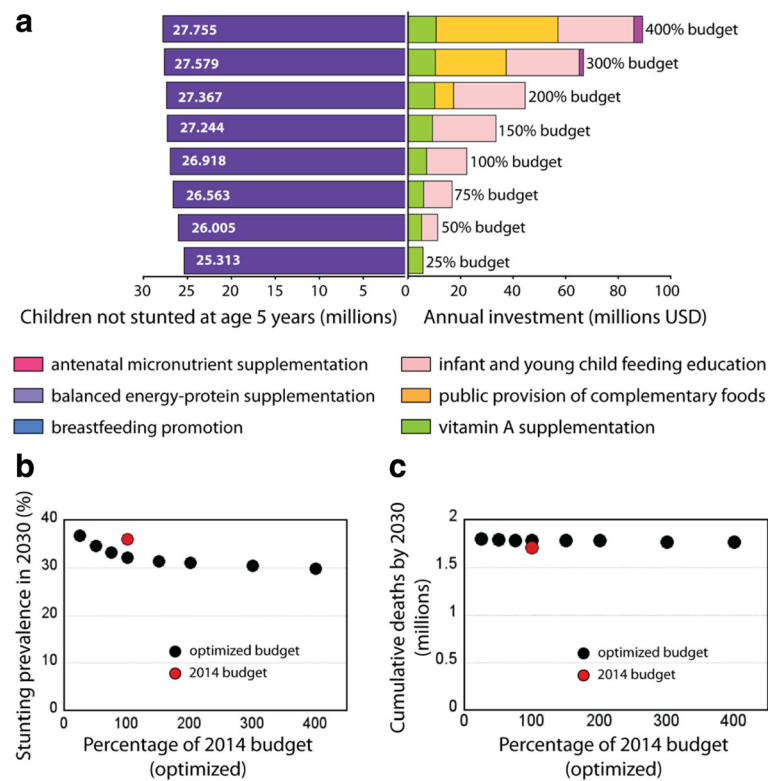 a
27.755 400% budget
27.579 300% budget
27.367 200% budget
27.244 150% budget
26.918 100% budget
26.563 75% budget
26.005 50% budget
25.313 25% budget
30 25 20 15 10 5 0 20 40 60 80 100
Children not stunted at age 5 years (millions) Annual investment (millions USD)
antenatal micronutrient supplementation infant and young child feeding education
balanced energy-protein supplementation public provision of complementary foods
breastfeeding promotion vitamin A supplementation
b
Stunting prevalence in 2030 (%)
40
30
20
10
0
optimized budget
2014 budget
0 100 200 300 400
Percentage of 2014 budget
(optimized)
c
Cumulative deaths by 2030
(millions)
2
1.5
1
0.5
0
optimized budget
2014 budget
0 100 200 300 400
Percentage of 2014 budget
(optimized)